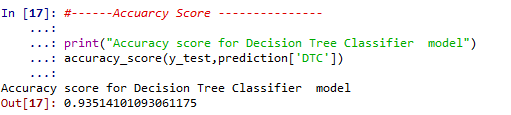 In [17]: #------Accuarcy Score ---------------
...:
...: print("Accuracy score for Decision Tree Classifier  model")
...: accuracy_score(y_test,prediction['DTC'])
...:
Accuracy score for Decision Tree Classifier  model
Out[17]: 0.93514101093061175